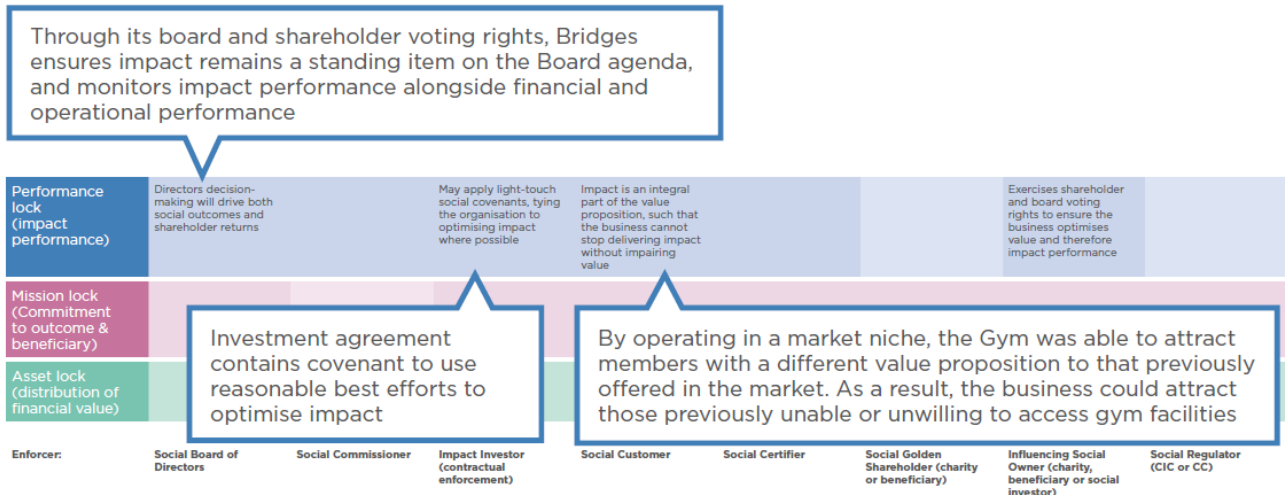 Through its board and shareholder voting rights, Bridges
ensures impact remains a standing item on the Board agenda,
and monitors impact performance alongside financial and
operational performance
Performance
lock
(impact
performance)
Directors decision-
making will drive both
social outcomes and
shareholder returns
May apply light-touch
social covenants, tying
the organisation to
optimising impact
where possible
Impact is an integral
part of the value
proposition, such that
the business cannot
stop delivering impact
without impairing
value
Exercises shareholder
and board voting
rights to ensure the
business optimises
value and therefore
impact performance
Mission lock
(Commitment
to outcome &
beneficiary)
Investment agreement
contains covenant to use
reasonable best efforts to
optimise impact
By operating in a market niche, the Gym was able to attract
members with a different value proposition to that previously
offered in the market. As a result, the business could attract
those previously unable or unwilling to access gym facilities
Asset lock
(distribution of
financial value)
Enforcer:
Social Board of
Directors
Social Commissioner
Impact Investor
(contractual
enforcement)
Social Customer
Social Certifier
Social Golden
Shareholder (charity
or beneficiary)
Influencing Social
Owner (charity,
beneficiary or social
investor)
Social Regulator
(CIC or CC)